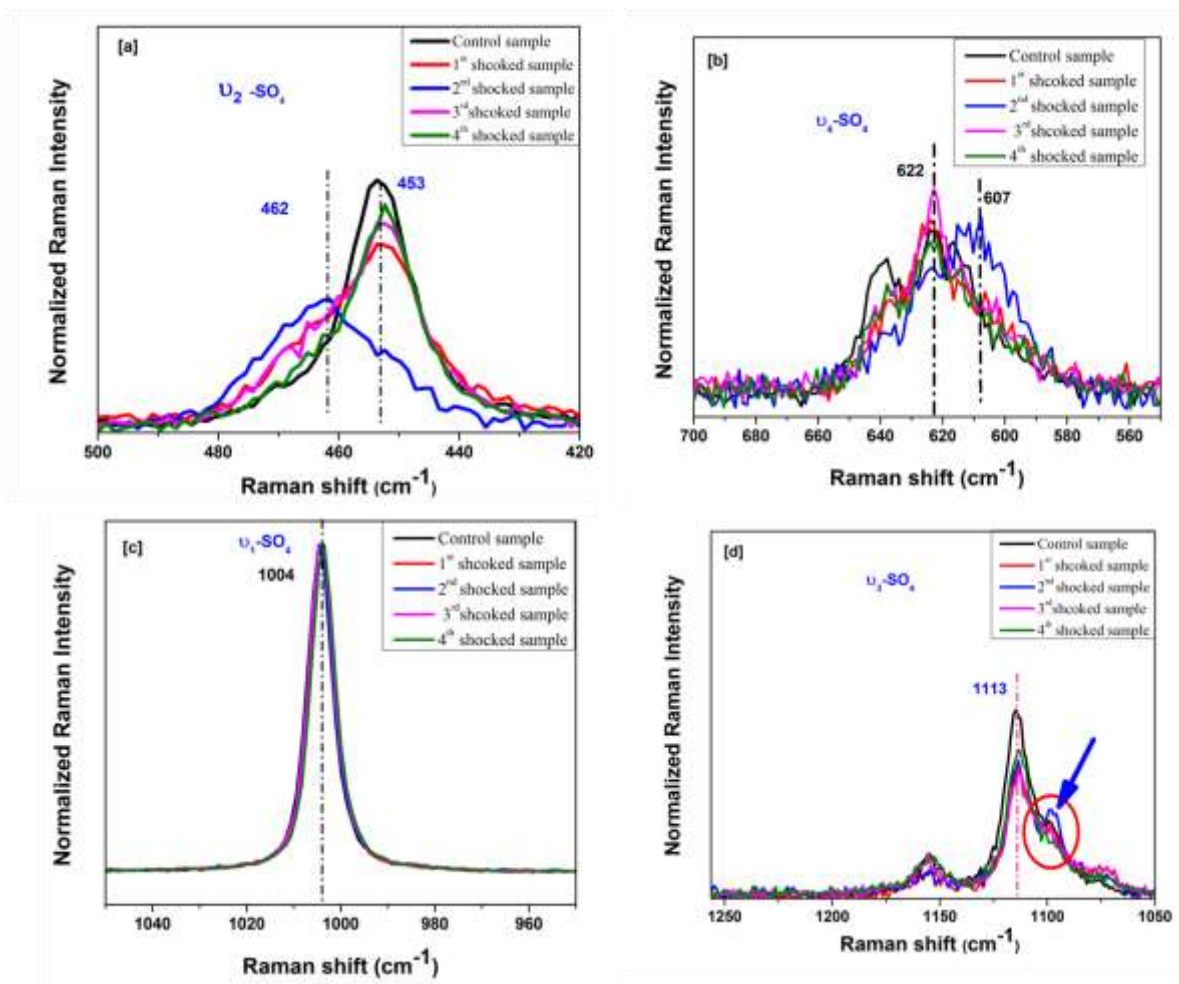 [a]
Control sample
1st shcoked sample
2nd shocked sample
3rd shcoked sample
4th shocked sample
υ2 -SO4
462
453
Normalized Raman Intensity
500 480 460 440 420
Raman shift (cm-1)
[b]
Control sample
1st shcoked sample
2nd shocked sample
3rd shcoked sample
4th shocked sample
υ4-SO4
622
607
Normalized Raman Intensity
700 680 660 640 620 600 580 560
Raman shift (cm-1)
[c]
υ1-SO4
1004
Control sample
1st shcoked sample
2nd shocked sample
3rd shcoked sample
4th shocked sample
Normalized Raman Intensity
1040 1020 1000 980 960
Raman shift (cm-1)
[d]
Control sample
1st shcoked sample
2nd shocked sample
3rd shcoked sample
4th shocked sample
υ3-SO4
1113
Normalized Raman Intensity
1250 1200 1150 1100 1050
Raman shift (cm-1)